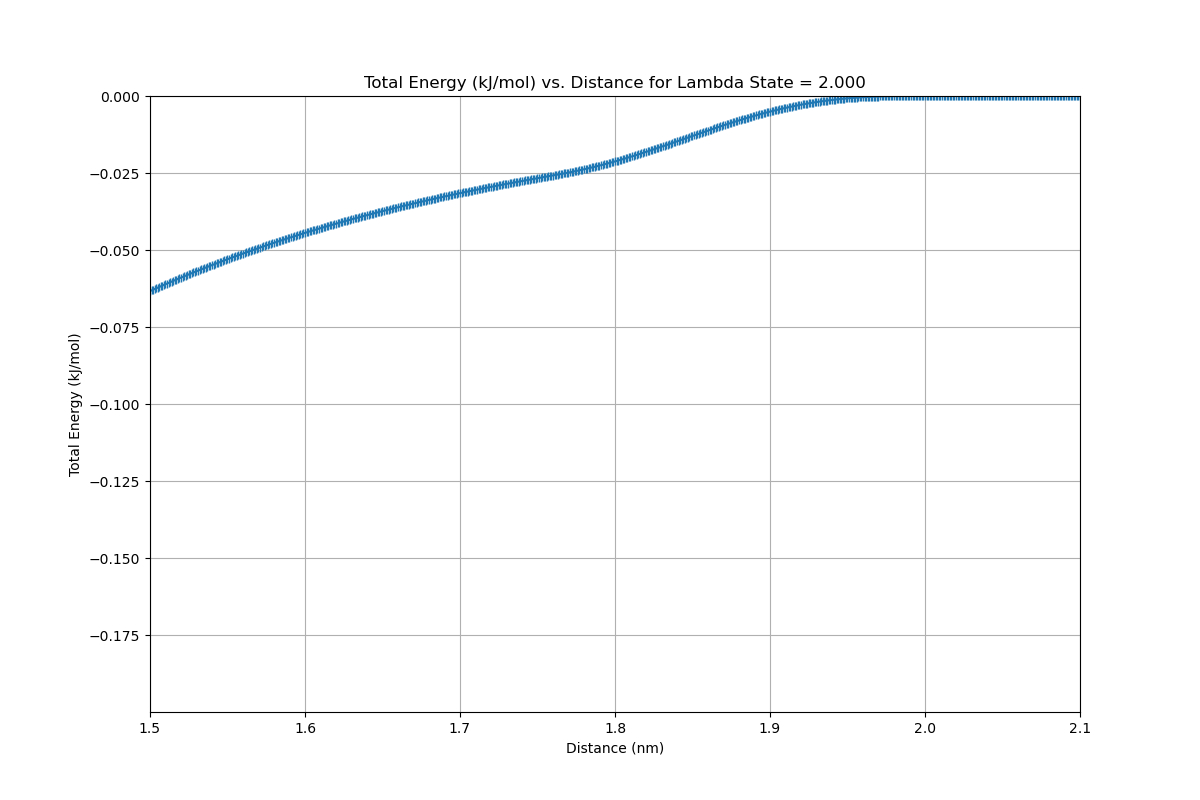 Total Energy (kJ/mol) vs. Distance for Lambda State = 2.000
0.000
−0.025
−0.050
−0.075
−0.100
−0.125
−0.150
−0.175
Total Energy (kJ/mol)
1.5 1.6 1.7 1.8 1.9 2.0 2.1
Distance (nm)